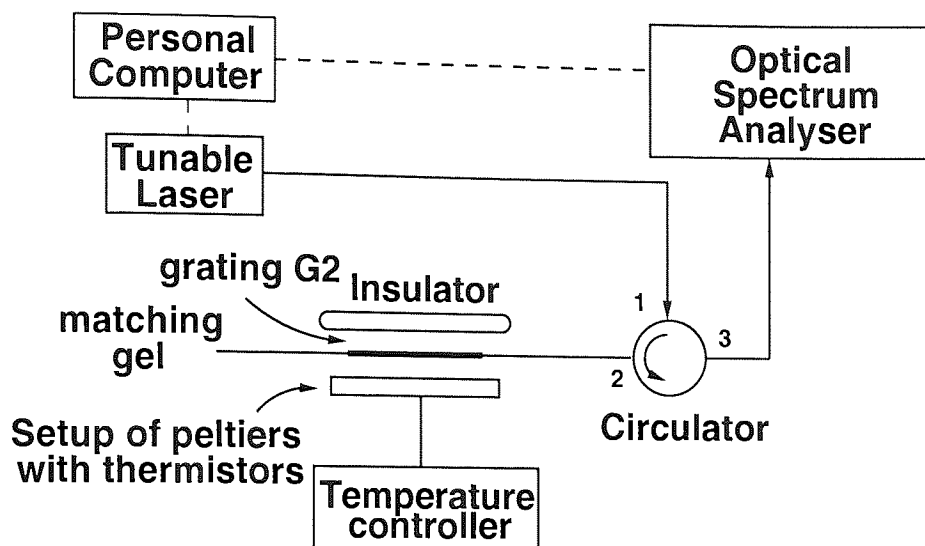 Personal
Computer
Optical
Spectrum
Analyser
Tunable
Laser
grating G2
Insulator
matching
gel
1
3
2
Circulator
Setup of peltiers
with thermistors
Temperature
controller